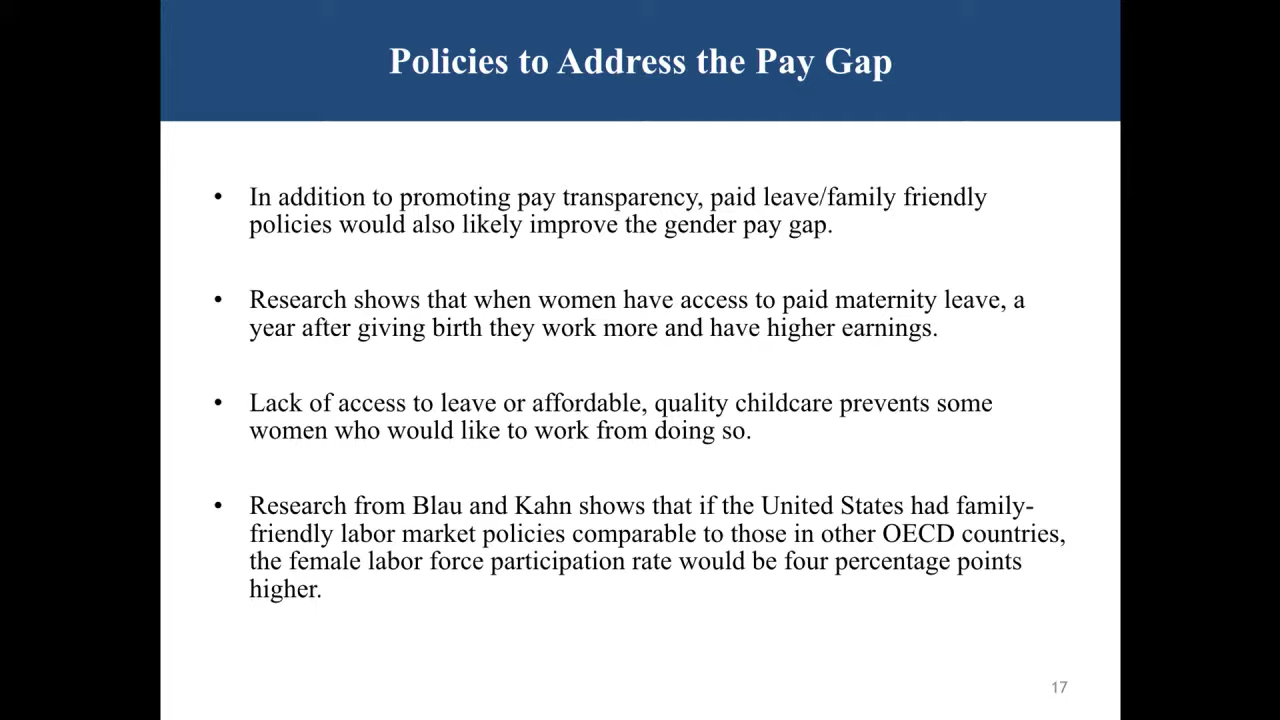 Policies to Address the Pay Gap
• In addition to promoting pay transparency, paid leave/family friendly
policies would also likely improve the gender pay gap.
• Research shows that when women have access to paid maternity leave, a
year after giving birth they work more and have higher earnings.
• Lack of access to leave or affordable, quality childcare prevents some
women who would like to work from doing so.
• Research from Blau and Kahn shows that if the United States had family-
friendly labor market policies comparable to those in other OECD countries,
the female labor force participation rate would be four percentage points
higher.
17